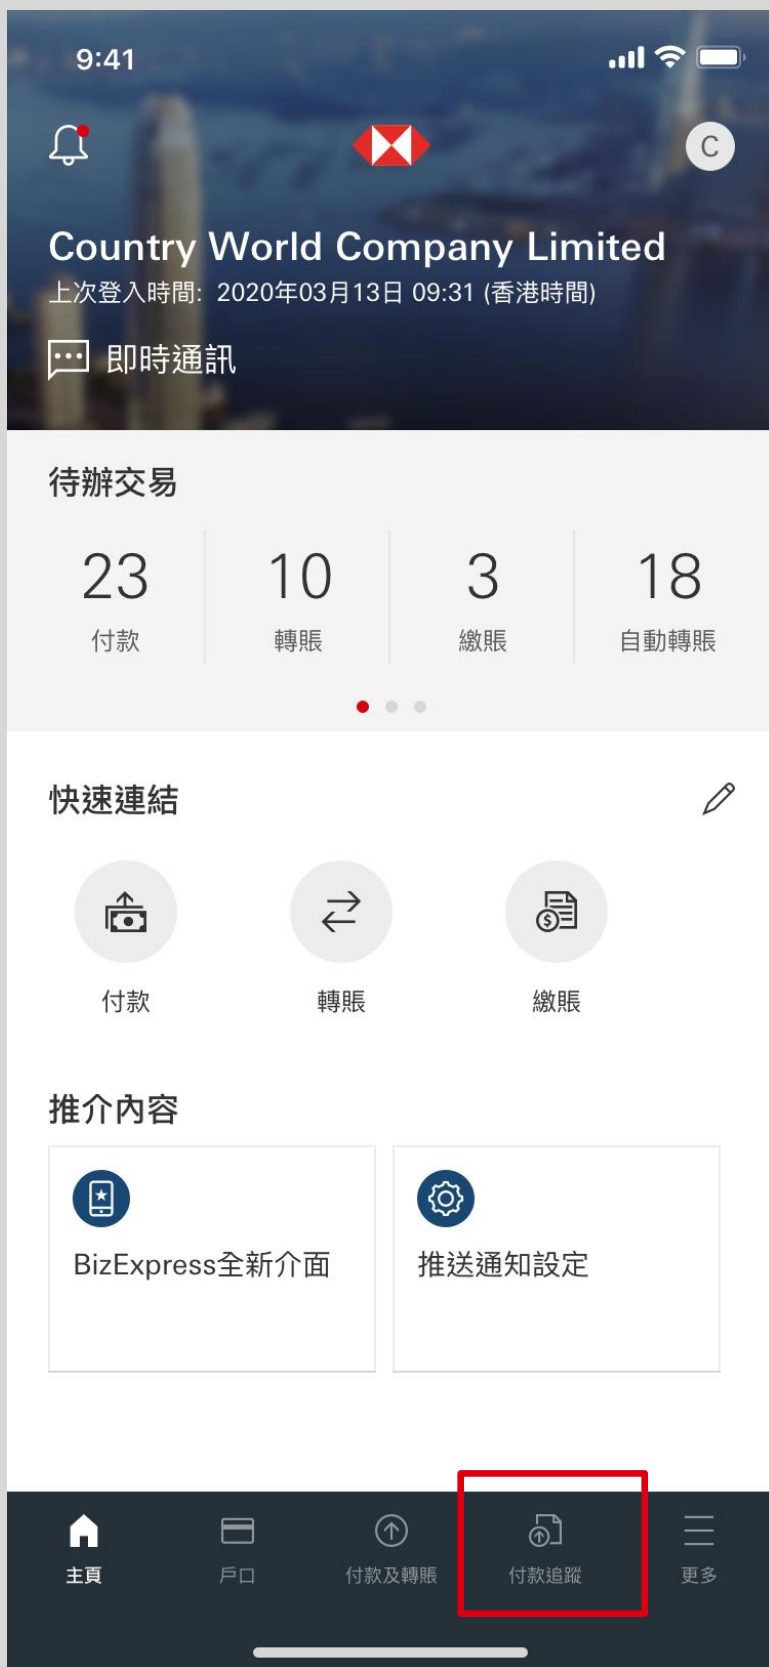 9:41
C
Country World Company Limited
上次登入時間: 2020年03月13日 09:31 (香港時間)
即時通訊
待辦交易
23 10 3 18
付款 轉賬 繳賬 自動轉賬
快速連結
付款 轉賬 繳賬
推介內容
BizExpress全新介面 推送通知設定
主頁 戶口 付款及轉賬 付款追蹤 更多